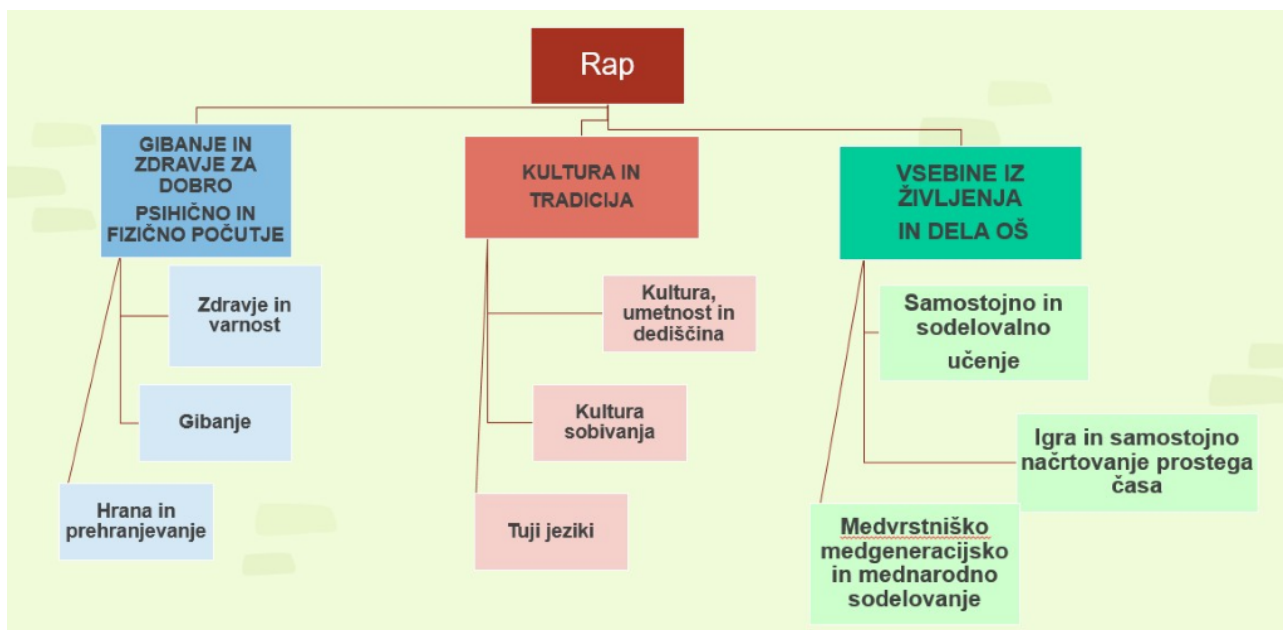 Rap
GIBANJE IN
ZDRAVJE ZA
DOBRO
PSIHIČNO IN
FIZIČNO POČUTJE
Zdravje in
varnost
Gibanje
Hrana in
prehranjevanje
KULTURA IN
TRADICIJA
Kultura,
umetnost in
dediščina
Kultura
sobivanja
Tuji jeziki
VSEBINE IZ
ŽIVLJENJA
IN DELA OŠ
Samostojno in
sodelovalno
učenje
Igra in samostojno
načrtovanje prostega
časa
Medvrstniško
medgeneracijsko
in mednarodno
sodelovanje